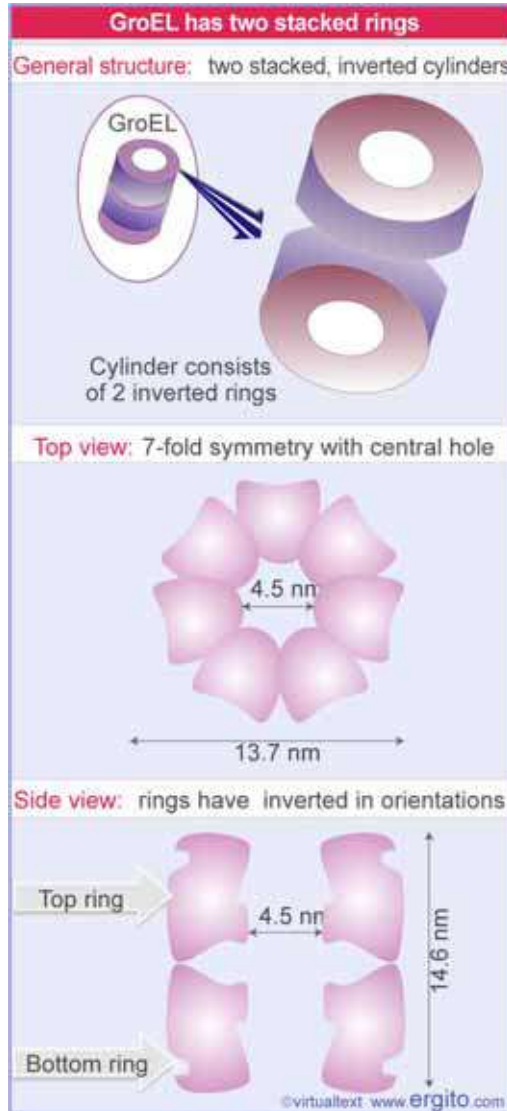 GroEL has two stacked rings
General structure: two stacked, inverted cylinders
GroEL
Cylinder consists
of 2 inverted rings
Top view: 7-fold symmetry with central hole
4.5 nm
13.7 nm
Side view: rings have inverted in orientations
Top ring
4.5 nm
14.6 nm
Bottom ring
©virtualtext www.ergito.com